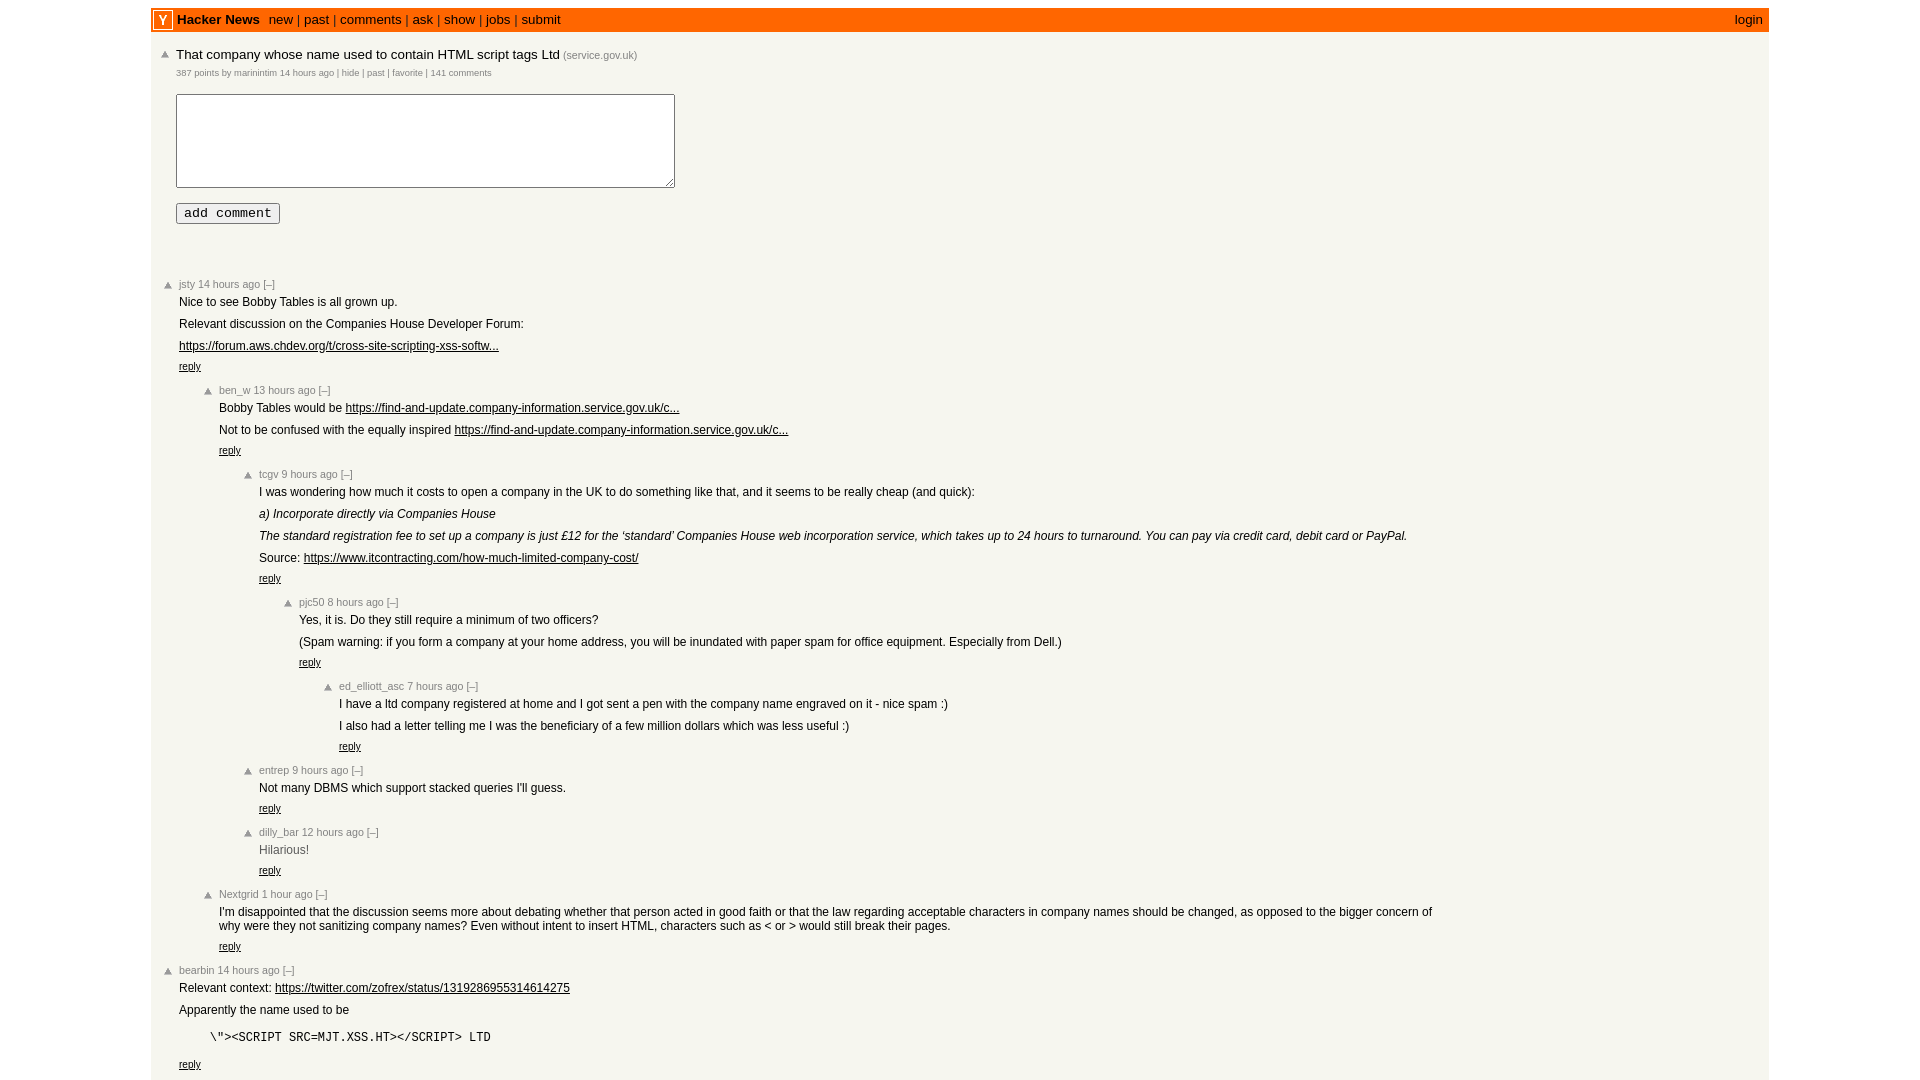 Y Hacker News new | past | comments | ask | show | jobs | submit login
That company whose name used to contain HTML script tags Ltd (service.gov.uk)
387 points by marinintim 14 hours ago | hide | past | favorite | 141 comments
add comment
jsty 14 hours ago [–]
Nice to see Bobby Tables is all grown up.
Relevant discussion on the Companies House Developer Forum:
https://forum.aws.chdev.org/t/cross-site-scripting-xss-softw...
reply
ben_w 13 hours ago [–]
Bobby Tables would be https://find-and-update.company-information.service.gov.uk/c...
Not to be confused with the equally inspired https://find-and-update.company-information.service.gov.uk/c...
reply
tcgv 9 hours ago [–]
I was wondering how much it costs to open a company in the UK to do something like that, and it seems to be really cheap (and quick):
a) Incorporate directly via Companies House
The standard registration fee to set up a company is just £12 for the ‘standard’ Companies House web incorporation service, which takes up to 24 hours to turnaround. You can pay via credit card, debit card or PayPal.
Source: https://www.itcontracting.com/how-much-limited-company-cost/
reply
pjc50 8 hours ago [–]
Yes, it is. Do they still require a minimum of two officers?
(Spam warning: if you form a company at your home address, you will be inundated with paper spam for office equipment. Especially from Dell.)
reply
ed_elliott_asc 7 hours ago [–]
I have a ltd company registered at home and I got sent a pen with the company name engraved on it - nice spam :)
I also had a letter telling me I was the beneficiary of a few million dollars which was less useful :)
reply
entrep 9 hours ago [–]
Not many DBMS which support stacked queries I'll guess.
reply
dilly_bar 12 hours ago [–]
Hilarious!
reply
Nextgrid 1 hour ago [–]
I'm disappointed that the discussion seems more about debating whether that person acted in good faith or that the law regarding acceptable characters in company names should be changed, as opposed to the bigger concern of
why were they not sanitizing company names? Even without intent to insert HTML, characters such as < or > would still break their pages.
reply
bearbin 14 hours ago [–]
Relevant context: https://twitter.com/zofrex/status/1319286955314614275
Apparently the name used to be
\"><SCRIPT SRC=MJT.XSS.HT></SCRIPT> LTD
reply